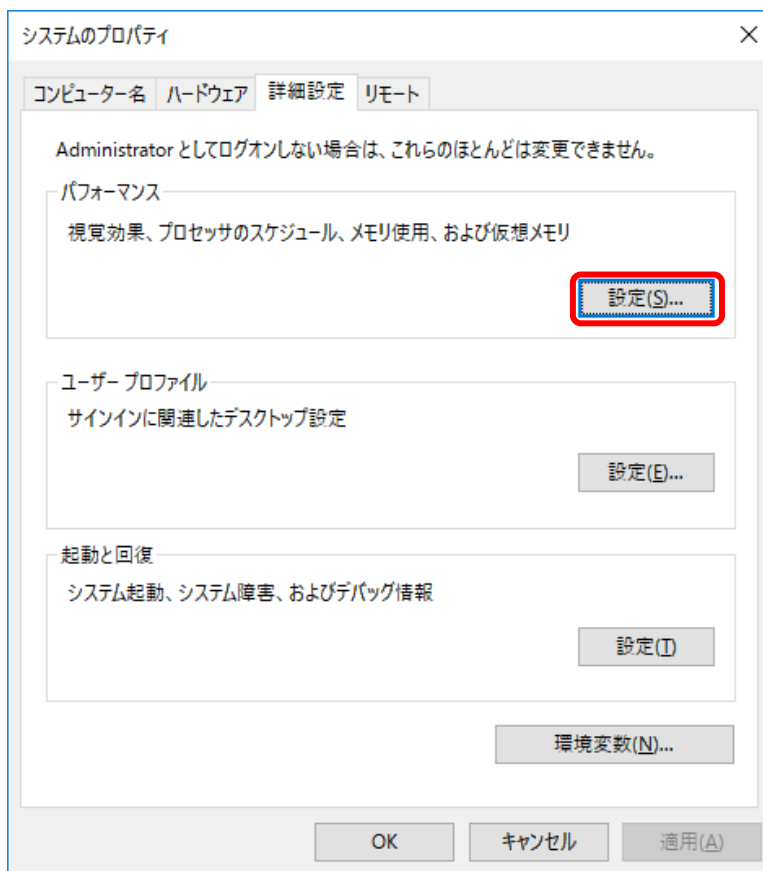 システムのプロパティ
コンピューター名 ハードウェア 詳細設定 リモート
Administrator としてログオンしない場合は、これらのほとんどは変更できません。
パフォーマンス
視覚効果、プロセッサのスケジュール、メモリ使用、および仮想メモリ
設定(S)...
ユーザー プロファイル
サインインに関連したデスクトップ設定
設定(E)...
起動と回復
システム起動、システム障害、およびデバッグ情報
設定(T)
環境変数(N)...
OK キャンセル 適用(A)